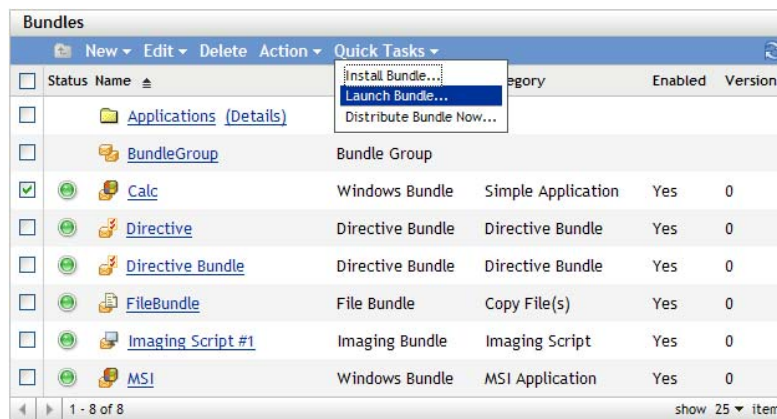 Bundles
New Edit Delete Action Quick Tasks
Status Name egory Enabled Version
Install Bundle...
Launch Bundle...
Distribute Bundle Now...
Applications (Details)
BundleGroup Bundle Group
Calc Windows Bundle Simple Application Yes 0
Directive Directive Bundle Directive Bundle Yes 0
Directive Bundle Directive Bundle Directive Bundle Yes 0
FileBundle File Bundle Copy File(s) Yes 0
Imaging Script #1 Imaging Bundle Imaging Script Yes 0
MSI Windows Bundle MSI Application Yes 0
1 - 8 of 8 show 25 item